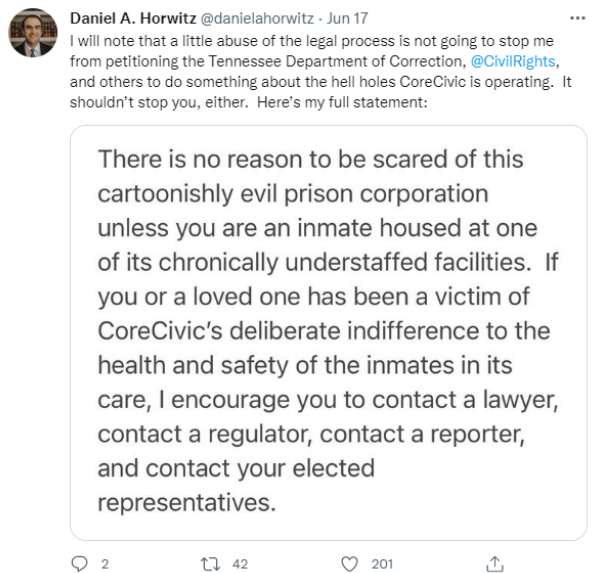 Daniel A. Horwitz @danielahorwitz · Jun 17
I will note that a little abuse of the legal process is not going to stop me
from petitioning the Tennessee Department of Correction, @CivilRights,
and others to do something about the hell holes CoreCivic is operating.  It
shouldn’t stop you, either.  Here’s my full statement:
There is no reason to be scared of this
cartoonishly evil prison corporation
unless you are an inmate housed at one
of its chronically understaffed facilities.  If
you or a loved one has been a victim of
CoreCivic’s deliberate indifference to the
health and safety of the inmates in its
care, I encourage you to contact a lawyer,
contact a regulator, contact a reporter,
and contact your elected
representatives.
2 42 201